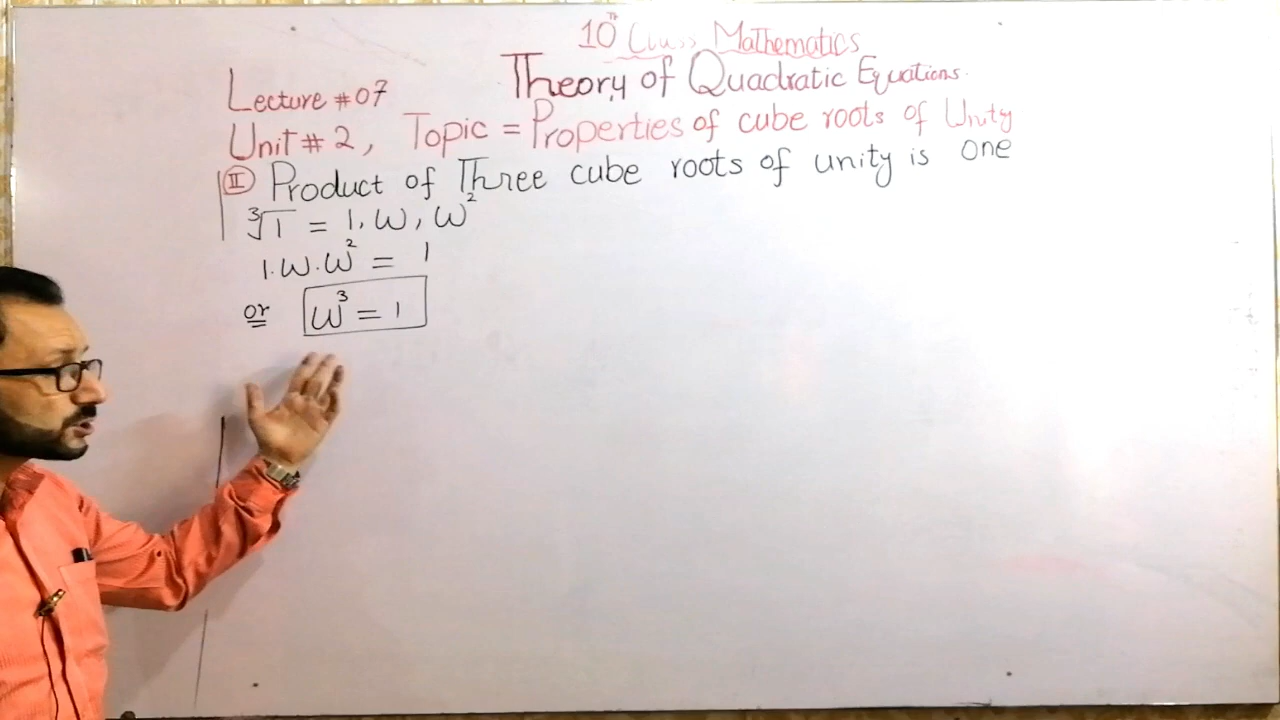 10th Class Mathematics
Theory of Quadratic Equations.
Lecture # 07
Unit # 2, Topic = Properties of cube roots of Unity
II Product of Three cube roots of unity is one
∛1 = 1, ω, ω²
1.ω.ω² = 1
or ω³ = 1